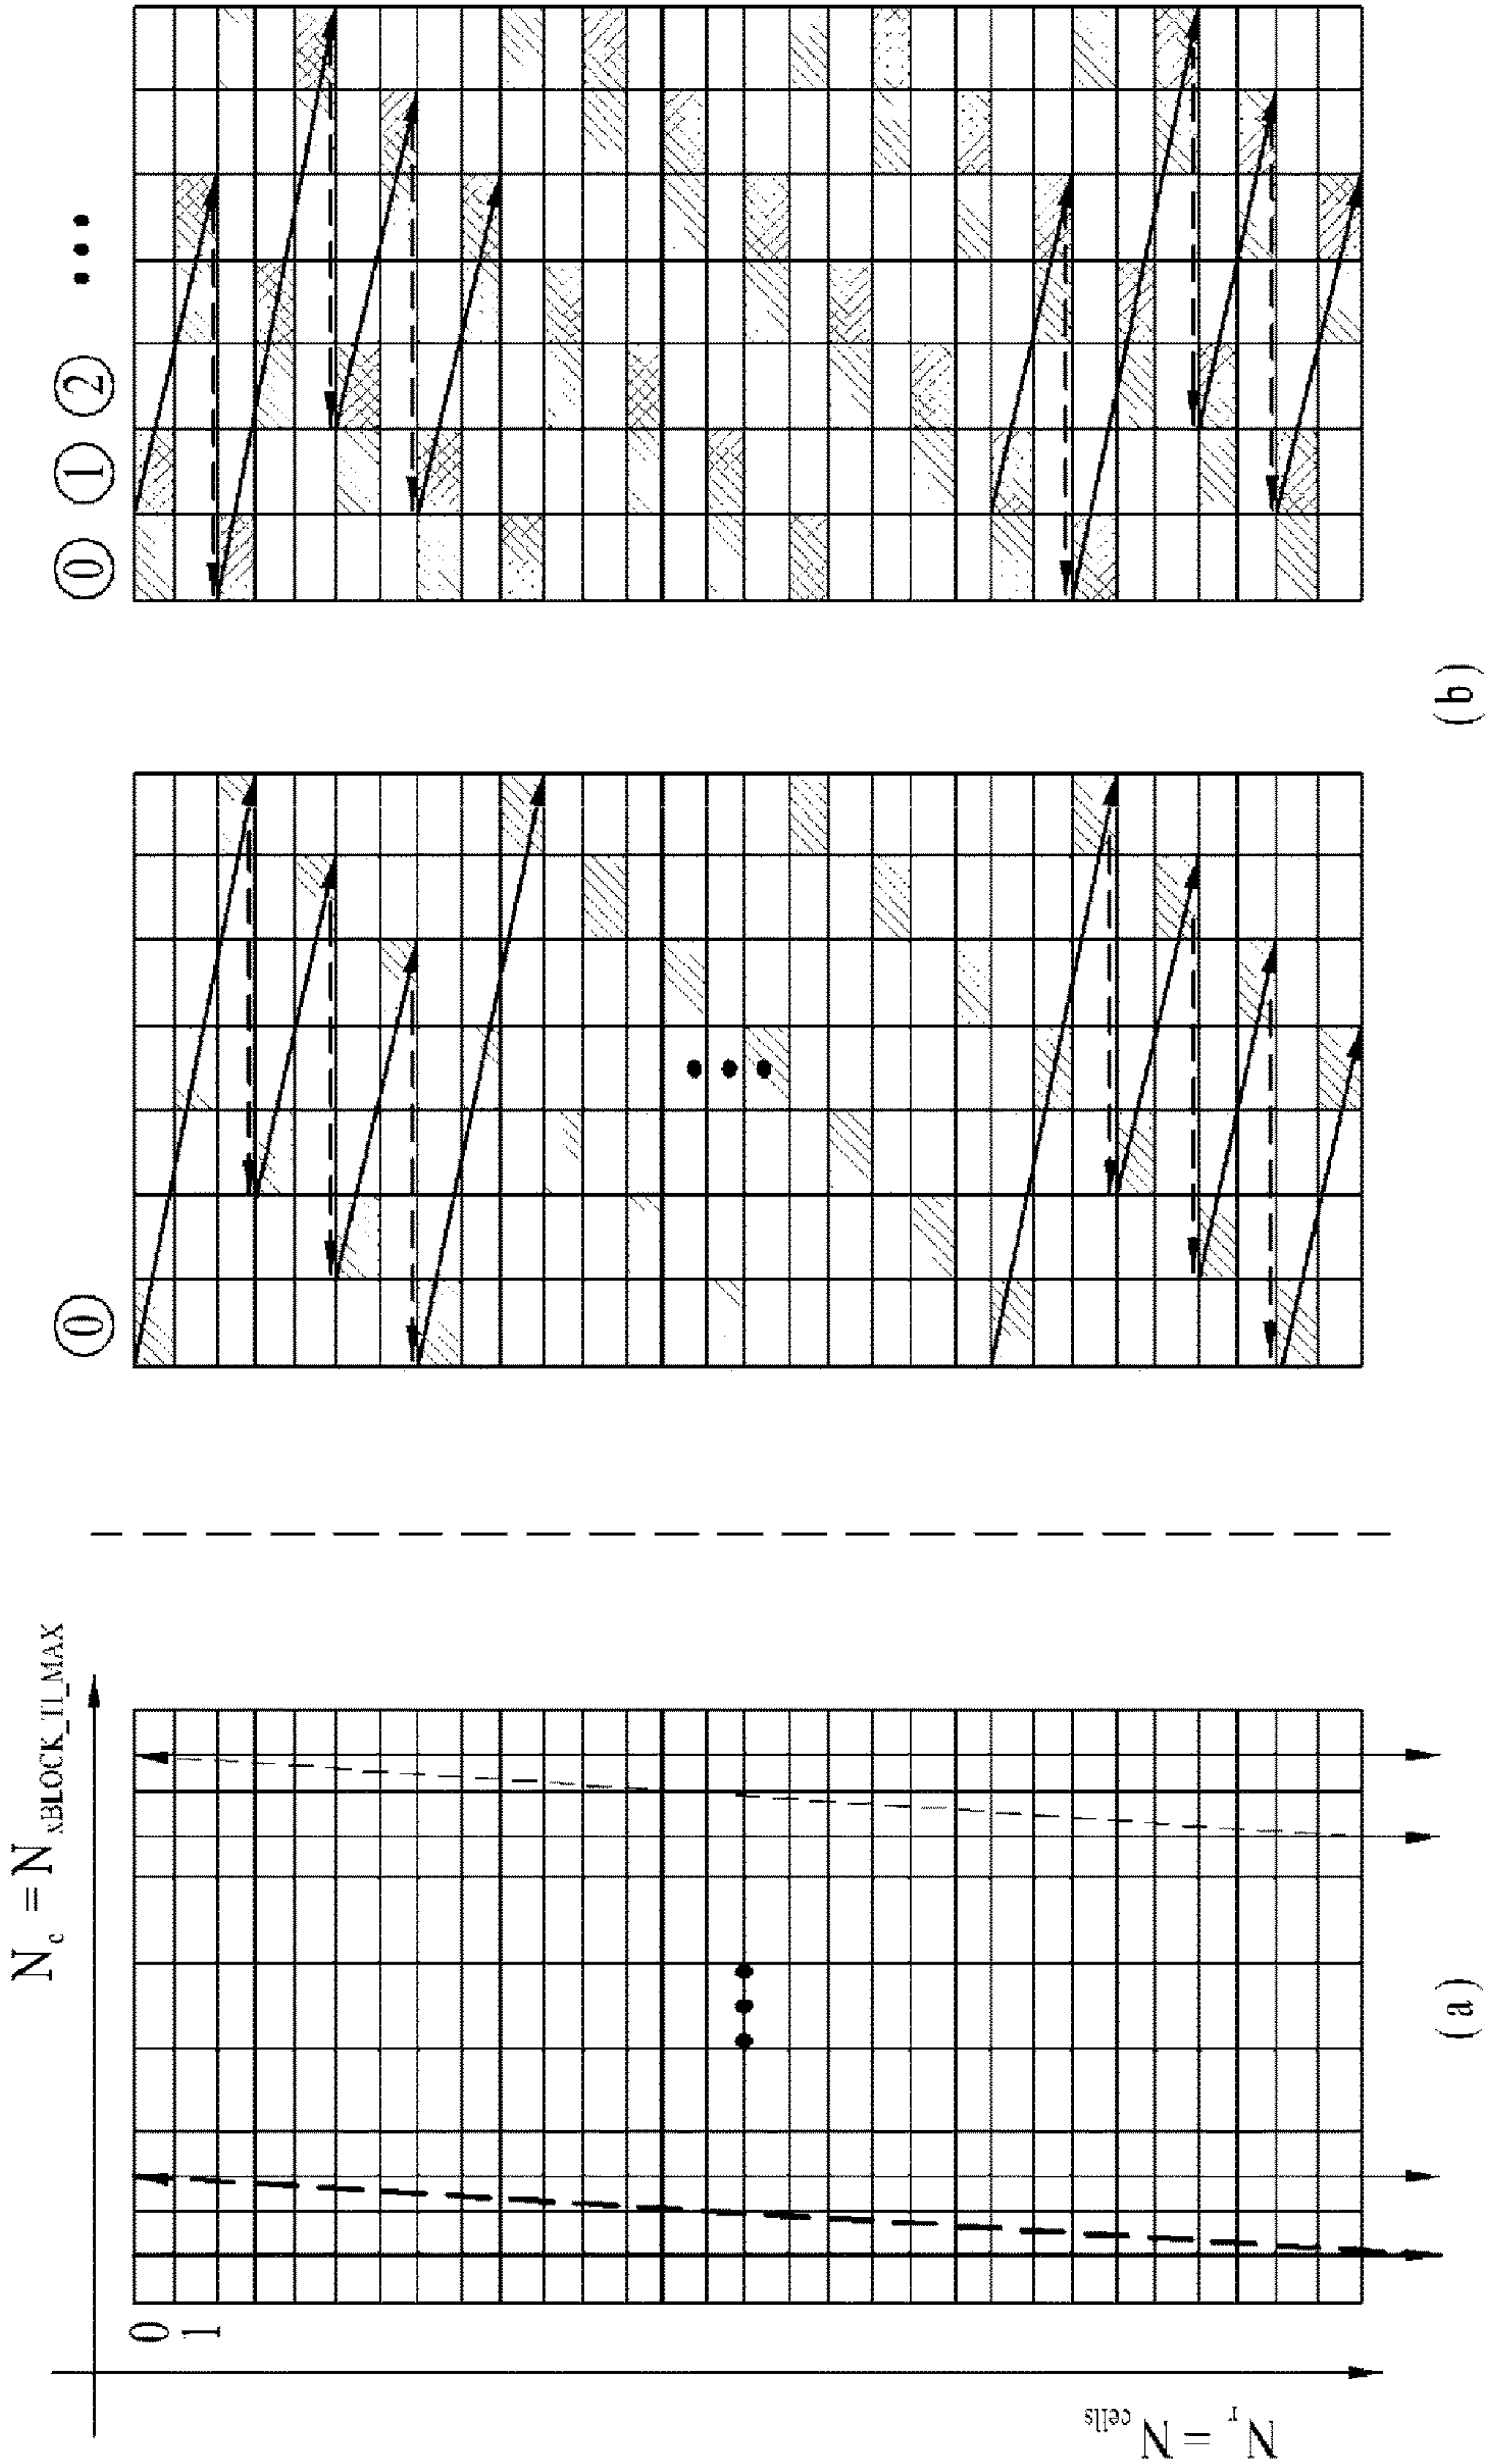 N_c = N_xBLOCK_TI_MAX
0
1
N_r = N_cells
(a)
⓪
⓪ ① ② •••
(b)